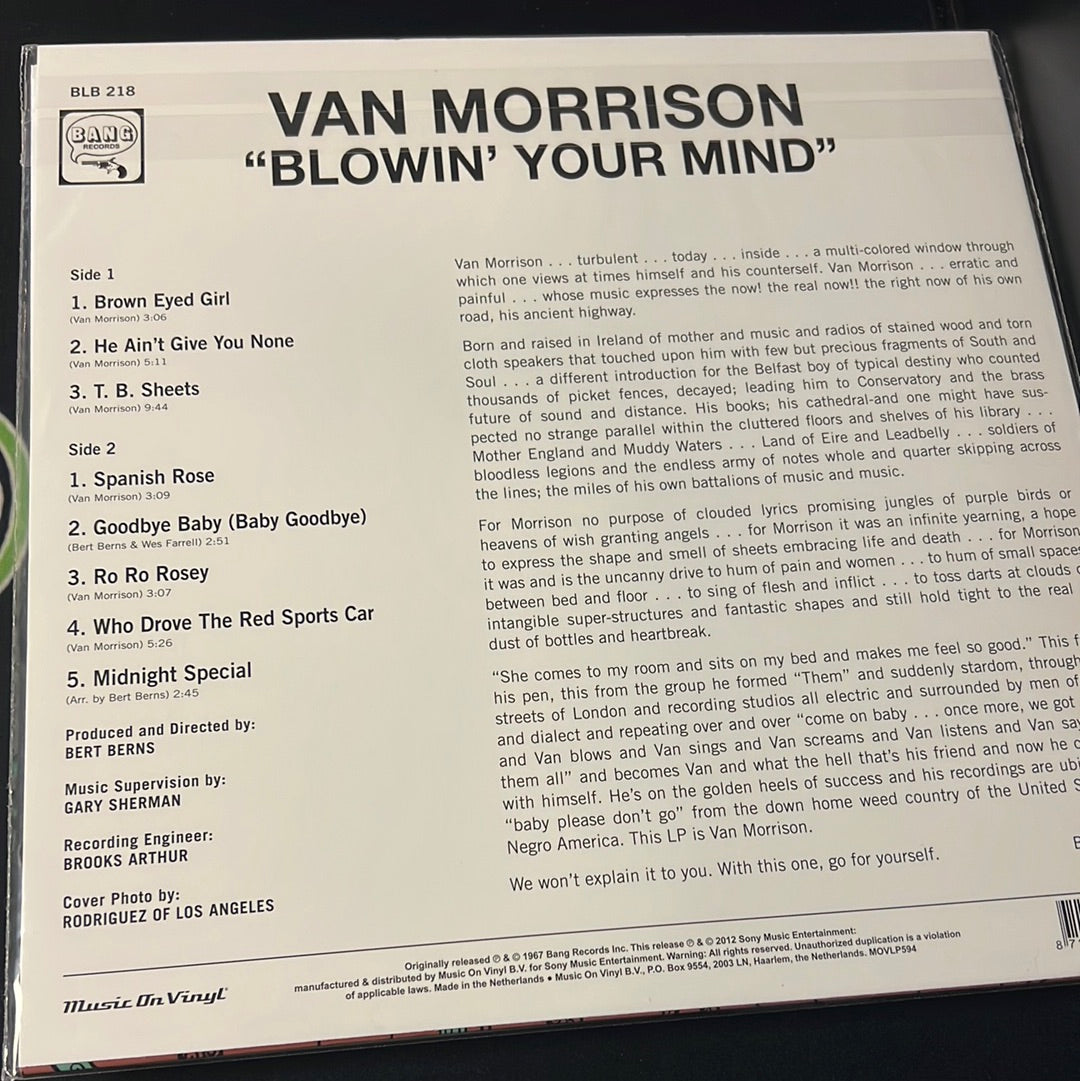 BLB 218
BANG
RECORDS
VAN MORRISON
“BLOWIN’ YOUR MIND”
Side 1
1. Brown Eyed Girl
(Van Morrison) 3:06
2. He Ain’t Give You None
(Van Morrison) 5:11
3. T. B. Sheets
(Van Morrison) 9:44
Side 2
1. Spanish Rose
(Van Morrison) 3:09
2. Goodbye Baby (Baby Goodbye)
(Bert Berns & Wes Farrell) 2:51
3. Ro Ro Rosey
(Van Morrison) 3:07
4. Who Drove The Red Sports Car
(Van Morrison) 5:26
5. Midnight Special
(Arr. by Bert Berns) 2:45
Produced and Directed by:
BERT BERNS
Music Supervision by:
GARY SHERMAN
Recording Engineer:
BROOKS ARTHUR
Cover Photo by:
RODRIGUEZ OF LOS ANGELES
Van Morrison . . . turbulent . . . today . . . inside . . . a multi-colored window through
which one views at times himself and his counterself. Van Morrison . . . erratic and
painful . . . whose music expresses the now! the real now!! the right now of his own
road, his ancient highway.
Born and raised in Ireland of mother and music and radios of stained wood and torn
cloth speakers that touched upon him with few but precious fragments of South and
Soul . . . a different introduction for the Belfast boy of typical destiny who counted
thousands of picket fences, decayed; leading him to Conservatory and the brass
future of sound and distance. His books; his cathedral-and one might have sus-
pected no strange parallel within the cluttered floors and shelves of his library . . .
Mother England and Muddy Waters . . . Land of Eire and Leadbelly . . . soldiers of
bloodless legions and the endless army of notes whole and quarter skipping across
the lines; the miles of his own battalions of music and music.
For Morrison no purpose of clouded lyrics promising jungles of purple birds or
heavens of wish granting angels . . . for Morrison it was an infinite yearning, a hope
to express the shape and smell of sheets embracing life and death . . . for Morrison
it was and is the uncanny drive to hum of pain and women . . . to hum of small spaces
between bed and floor . . . to sing of flesh and inflict . . . to toss darts at clouds
intangible super-structures and fantastic shapes and still hold tight to the real
dust of bottles and heartbreak.
“She comes to my room and sits on my bed and makes me feel so good.” This
his pen, this from the group he formed “Them” and suddenly stardom, through
streets of London and recording studios all electric and surrounded by men of
and dialect and repeating over and over “come on baby . . . once more, we got
and Van blows and Van sings and Van screams and Van listens and Van
them all” and becomes Van and what the hell that’s his friend and now he
with himself. He’s on the golden heels of success and his recordings are
“baby please don’t go” from the down home weed country of the United
Negro America. This LP is Van Morrison.
We won’t explain it to you. With this one, go for yourself.
Originally released ℗ & © 1967 Bang Records Inc. This release ℗ & © 2012 Sony Music Entertainment:
manufactured & distributed by Music On Vinyl B.V. for Sony Music Entertainment. Warning: All rights reserved. Unauthorized duplication is a violation
of applicable laws. Made in the Netherlands • Music On Vinyl B.V., P.O. Box 9554, 2003 LN, Haarlem, the Netherlands. MOVLP594
Music On Vinyl